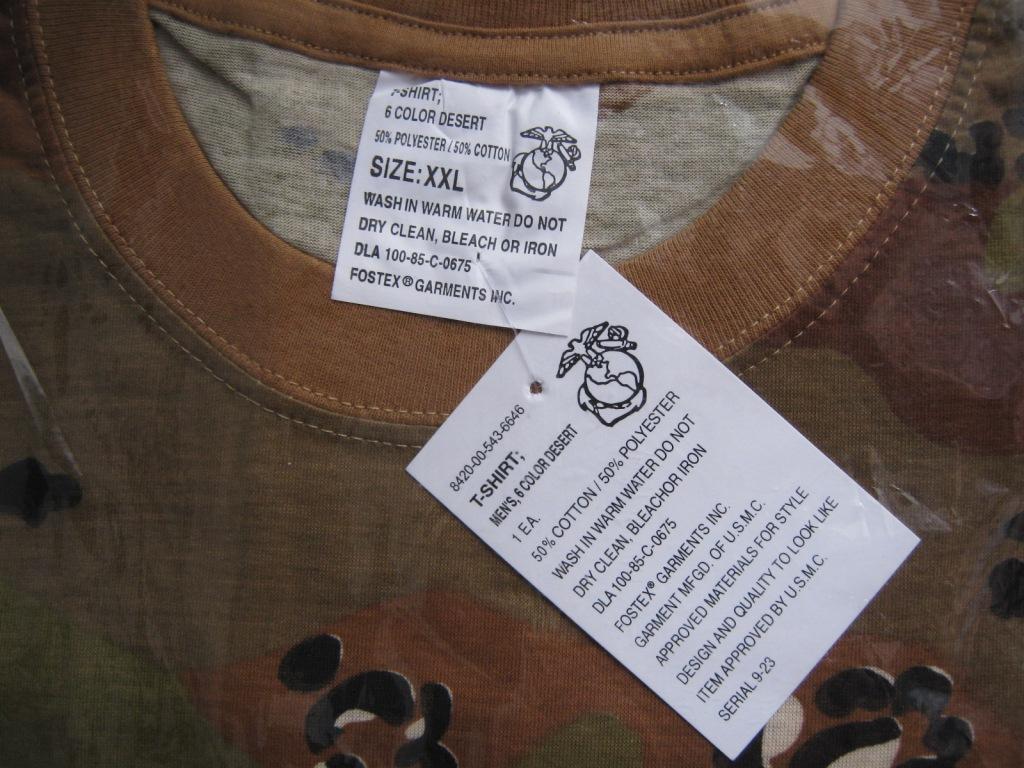 T-SHIRT;
6 COLOR DESERT
50% POLYESTER / 50% COTTON
SIZE: XXL
WASH IN WARM WATER DO NOT
DRY CLEAN, BLEACH OR IRON
DLA 100-85-C-0675
FOSTEX® GARMENTS INC.
8420-00-543-6646
T-SHIRT;
MEN'S, 6 COLOR DESERT
1 EA.
50% COTTON / 50% POLYESTER
WASH IN WARM WATER DO NOT
DRY CLEAN, BLEACHOR IRON
DLA 100-85-C-0675
FOSTEX® GARMENTS INC.
GARMENT MFGD. OF U.S.M.C.
APPROVED MATERIALS FOR STYLE
DESIGN AND QUALITY TO LOOK LIKE
ITEM APPROVED BY U.S.M.C.
SERIAL 9-23